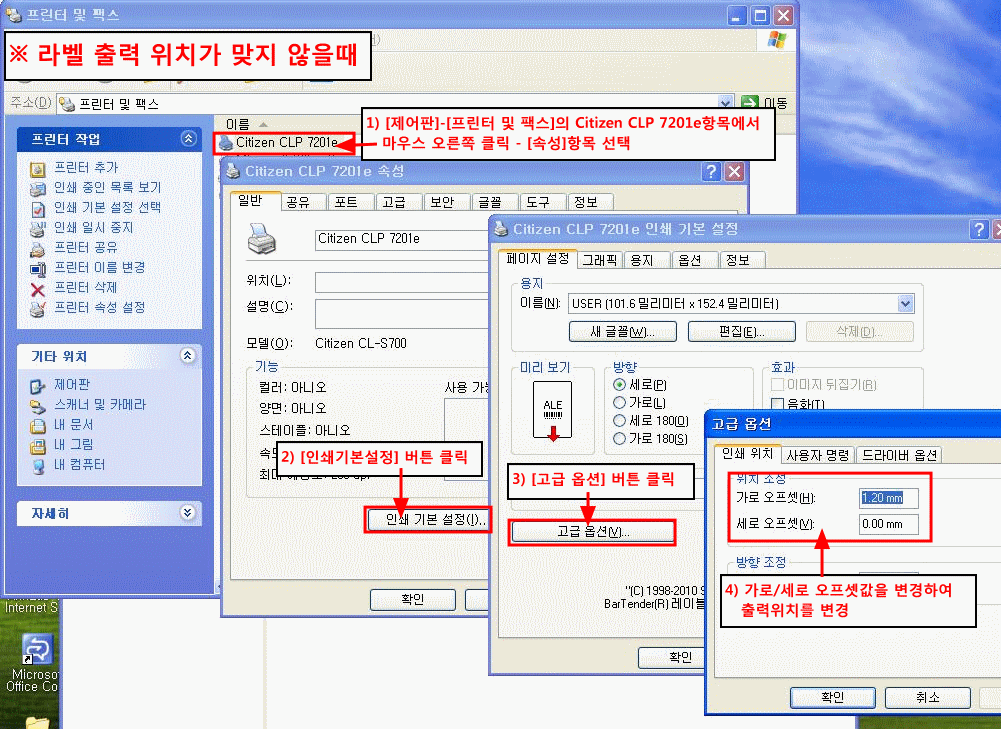 프린터 및 팩스
※ 라벨 출력 위치가 맞지 않을때
주소(D)
프린터 및 팩스
이동
이름
Citizen CLP 7201e
1) [제어판]-[프린터 및 팩스]의 Citizen CLP 7201e항목에서
마우스 오른쪽 클릭 - [속성]항목 선택
프린터 작업
프린터 추가
인쇄 중인 목록 보기
인쇄 기본 설정 선택
인쇄 일시 중지
프린터 공유
프린터 이름 변경
프린터 삭제
프린터 속성 설정
기타 위치
제어판
스캐너 및 카메라
내 문서
내 그림
내 컴퓨터
자세히
Internet S
Microso
Office Co
Citizen CLP 7201e 속성
일반 공유 포트 고급 보안 글꼴 도구 정보
Citizen CLP 7201e
위치(L):
설명(C):
모델(O): Citizen CL-S700
기능
컬러: 아니오
사용
양면: 아니오
스테이플: 아니오
2) [인쇄기본설정] 버튼 클릭
인쇄 기본 설정(I)...
확인
Citizen CLP 7201e 인쇄 기본 설정
페이지 설정 그래픽 용지 옵션 정보
용지
이름(N): USER (101.6 밀리미터 x 152.4 밀리미터)
새 글꼴(W)... 편집(E)... 삭제(D)...
미리 보기
ALE
방향
세로(P)
가로(L)
세로 180(O)
가로 180(S)
효과
이미지 뒤집기(R)
음화(T)
3) [고급 옵션] 버튼 클릭
고급 옵션(V)...
"(C) 1998-2010 S
BarTender(R) 레이블
확인
고급 옵션
인쇄 위치 사용자 명령 드라이버 옵션
위치 조정
가로 오프셋(H): 1.20 mm
세로 오프셋(V): 0.00 mm
방향 조정
4) 가로/세로 오프셋값을 변경하여
출력위치를 변경
확인 취소